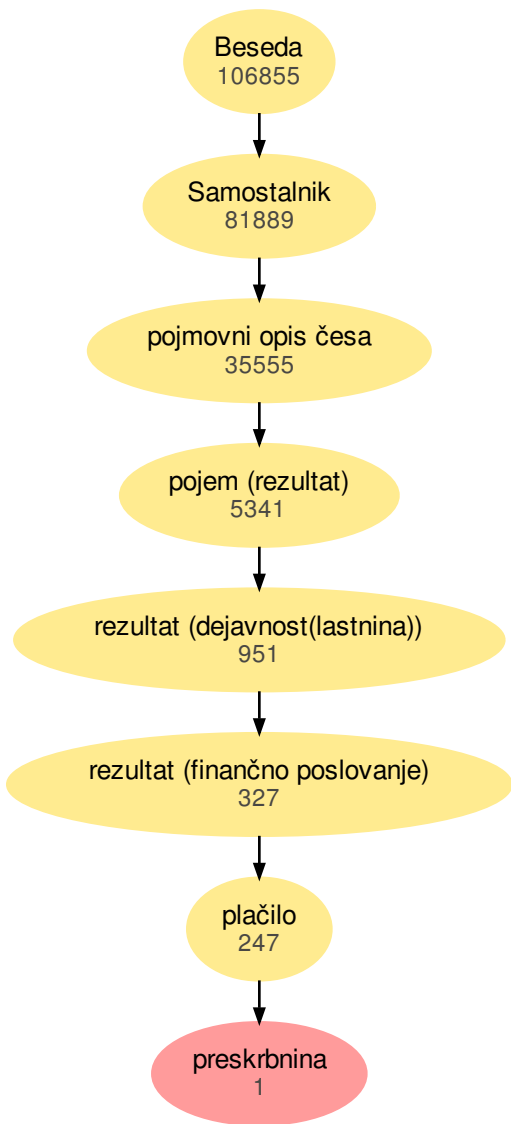 Beseda
106855
Samostalnik
81889
pojmovni opis česa
35555
pojem (rezultat)
5341
rezultat (dejavnost(lastnina))
951
rezultat (finančno poslovanje)
327
plačilo
247
preskrbnina
1